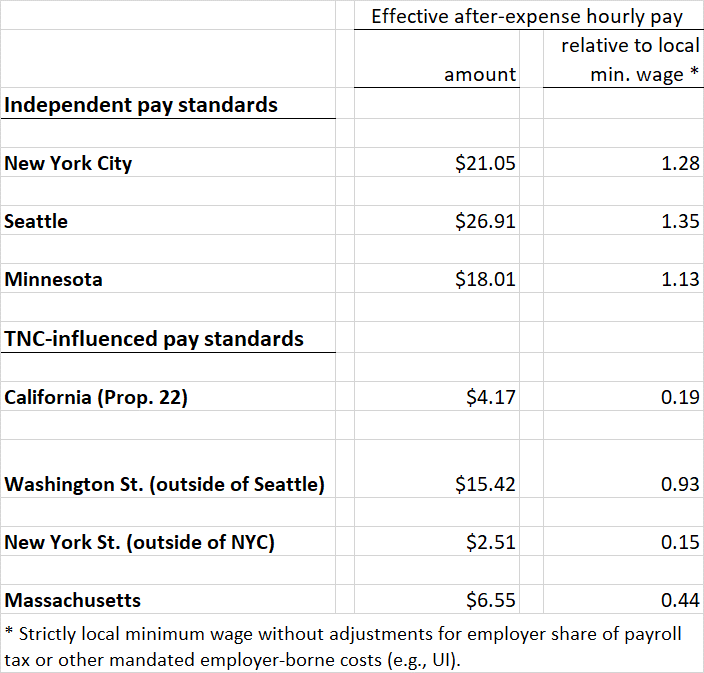 Effective after-expense hourly pay
relative to local
amount min. wage *
Independent pay standards
New York City $21.05 1.28
Seattle $26.91 1.35
Minnesota $18.01 1.13
TNC-influenced pay standards
California (Prop. 22) $4.17 0.19
Washington St. (outside of Seattle) $15.42 0.93
New York St. (outside of NYC) $2.51 0.15
Massachusetts $6.55 0.44
* Strictly local minimum wage without adjustments for employer share of payroll
tax or other mandated employer-borne costs (e.g., UI).